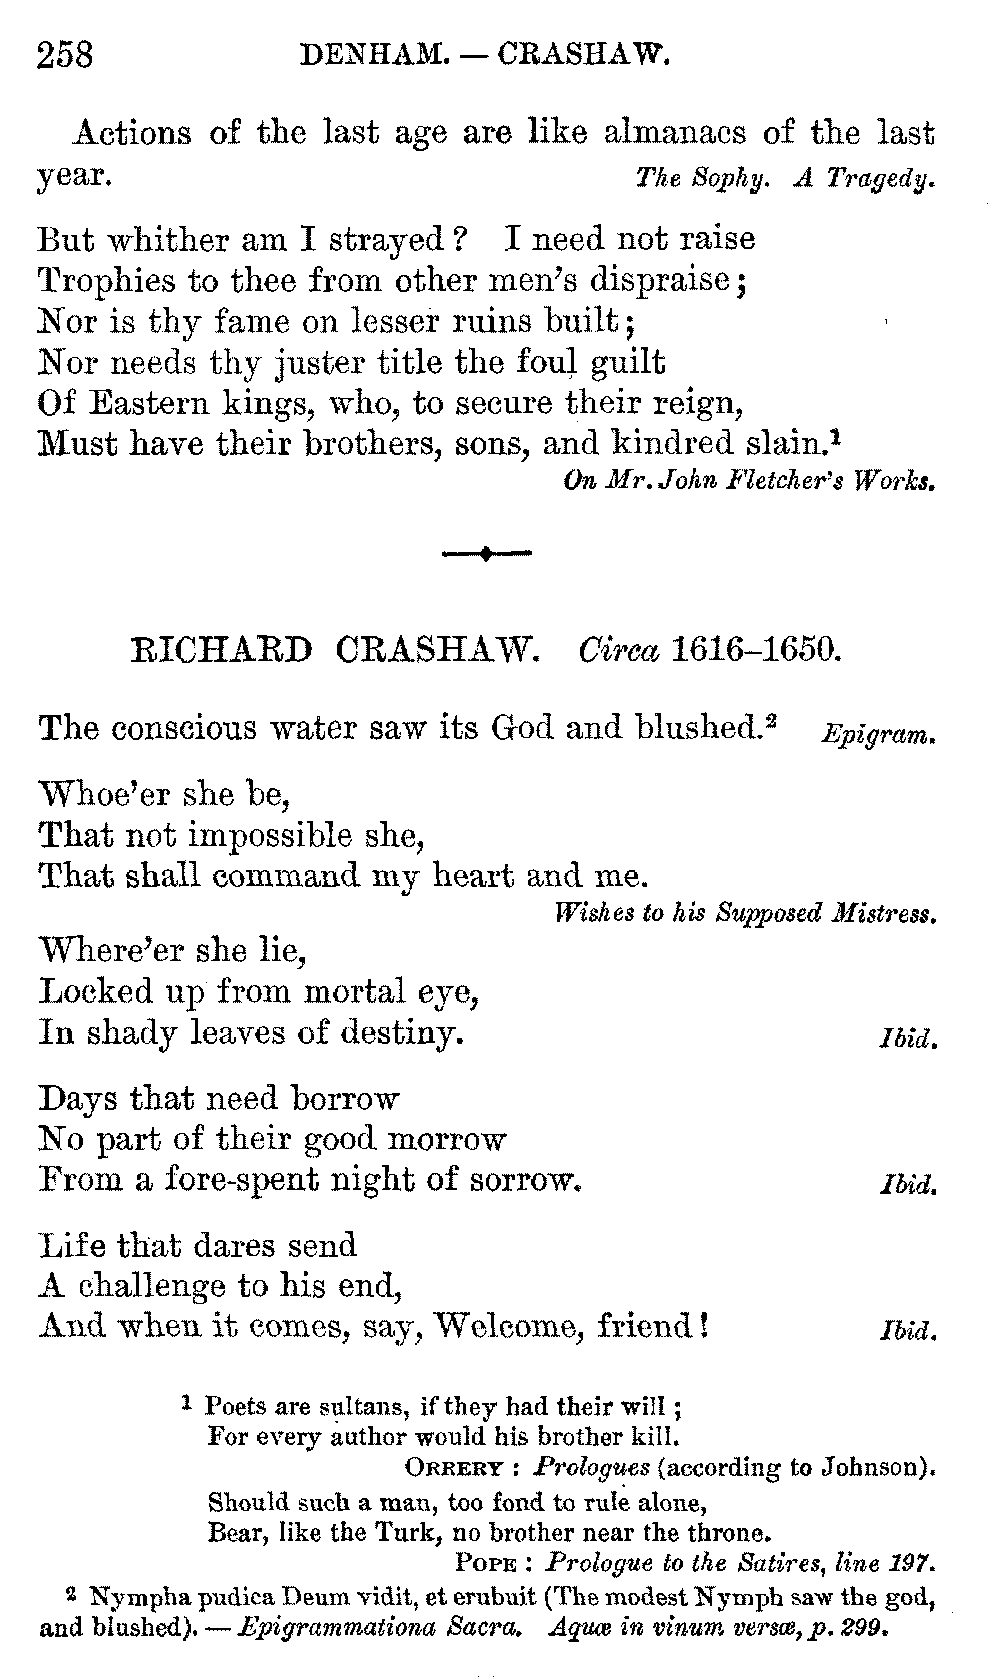 258 DENHAM. — CRASHAW.
Actions of the last age are like almanacs of the last
year. The Sophy. A Tragedy.
But whither am I strayed? I need not raise
Trophies to thee from other men's dispraise;
Nor is thy fame on lesser ruins built;
Nor needs thy juster title the foul guilt
Of Eastern kings, who, to secure their reign,
Must have their brothers, sons, and kindred slain.¹
On Mr. John Fletcher's Works.
RICHARD CRASHAW. Circa 1616–1650.
The conscious water saw its God and blushed.² Epigram.
Whoe'er she be,
That not impossible she,
That shall command my heart and me.
Wishes to his Supposed Mistress.
Where'er she lie,
Locked up from mortal eye,
In shady leaves of destiny. Ibid.
Days that need borrow
No part of their good morrow
From a fore-spent night of sorrow. Ibid.
Life that dares send
A challenge to his end,
And when it comes, say, Welcome, friend! Ibid.
¹ Poets are sultans, if they had their will;
For every author would his brother kill.
ORRERY: Prologues (according to Johnson).
Should such a man, too fond to rule alone,
Bear, like the Turk, no brother near the throne.
POPE: Prologue to the Satires, line 197.
² Nympha pudica Deum vidit, et erubuit (The modest Nymph saw the god,
and blushed). — Epigrammationa Sacra. Aquæ in vinum versæ, p. 299.